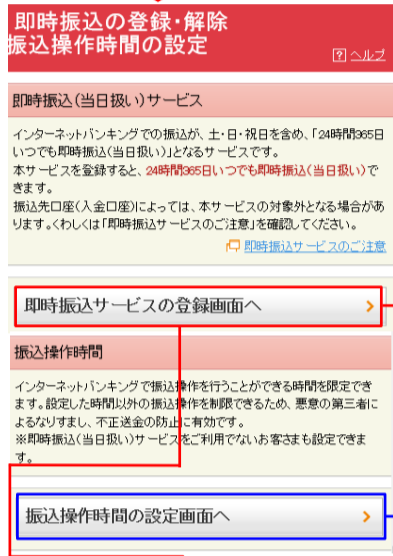 即時振込の登録・解除
振込操作時間の設定
? ヘルプ
即時振込(当日扱い)サービス
インターネットバンキングでの振込が、土・日・祝日を含め、「24時間365日
いつでも即時振込(当日扱い)」となるサービスです。
本サービスを登録すると、24時間365日いつでも即時振込(当日扱い)で
きます。
振込先口座(入金口座)によっては、本サービスの対象外となる場合があ
ります。くわしくは「即時振込サービスのご注意」を確認してください。
即時振込サービスのご注意
即時振込サービスの登録画面へ
振込操作時間
インターネットバンキングで振込操作を行うことができる時間を限定でき
ます。設定した時間以外の振込操作を制限できるため、悪意の第三者に
よるなりすまし、不正送金の防止に有効です。
※即時振込(当日扱い)サービスをご利用でないお客さまも設定できま
す。
振込操作時間の設定画面へ